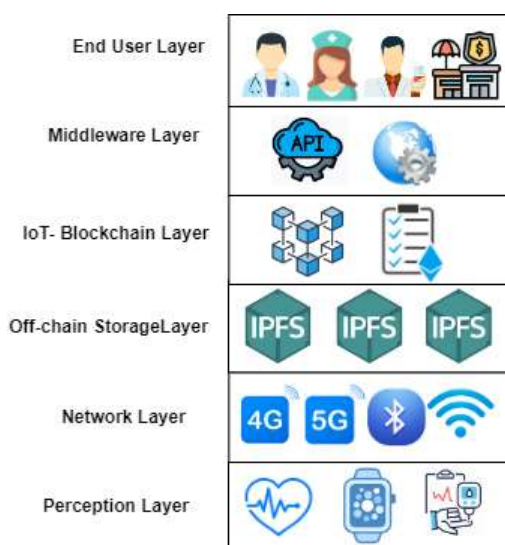 End User Layer
$
Middleware Layer
API
IoT- Blockchain Layer
Off-chain StorageLayer
IPFS IPFS IPFS
Network Layer
4G 5G
Perception Layer